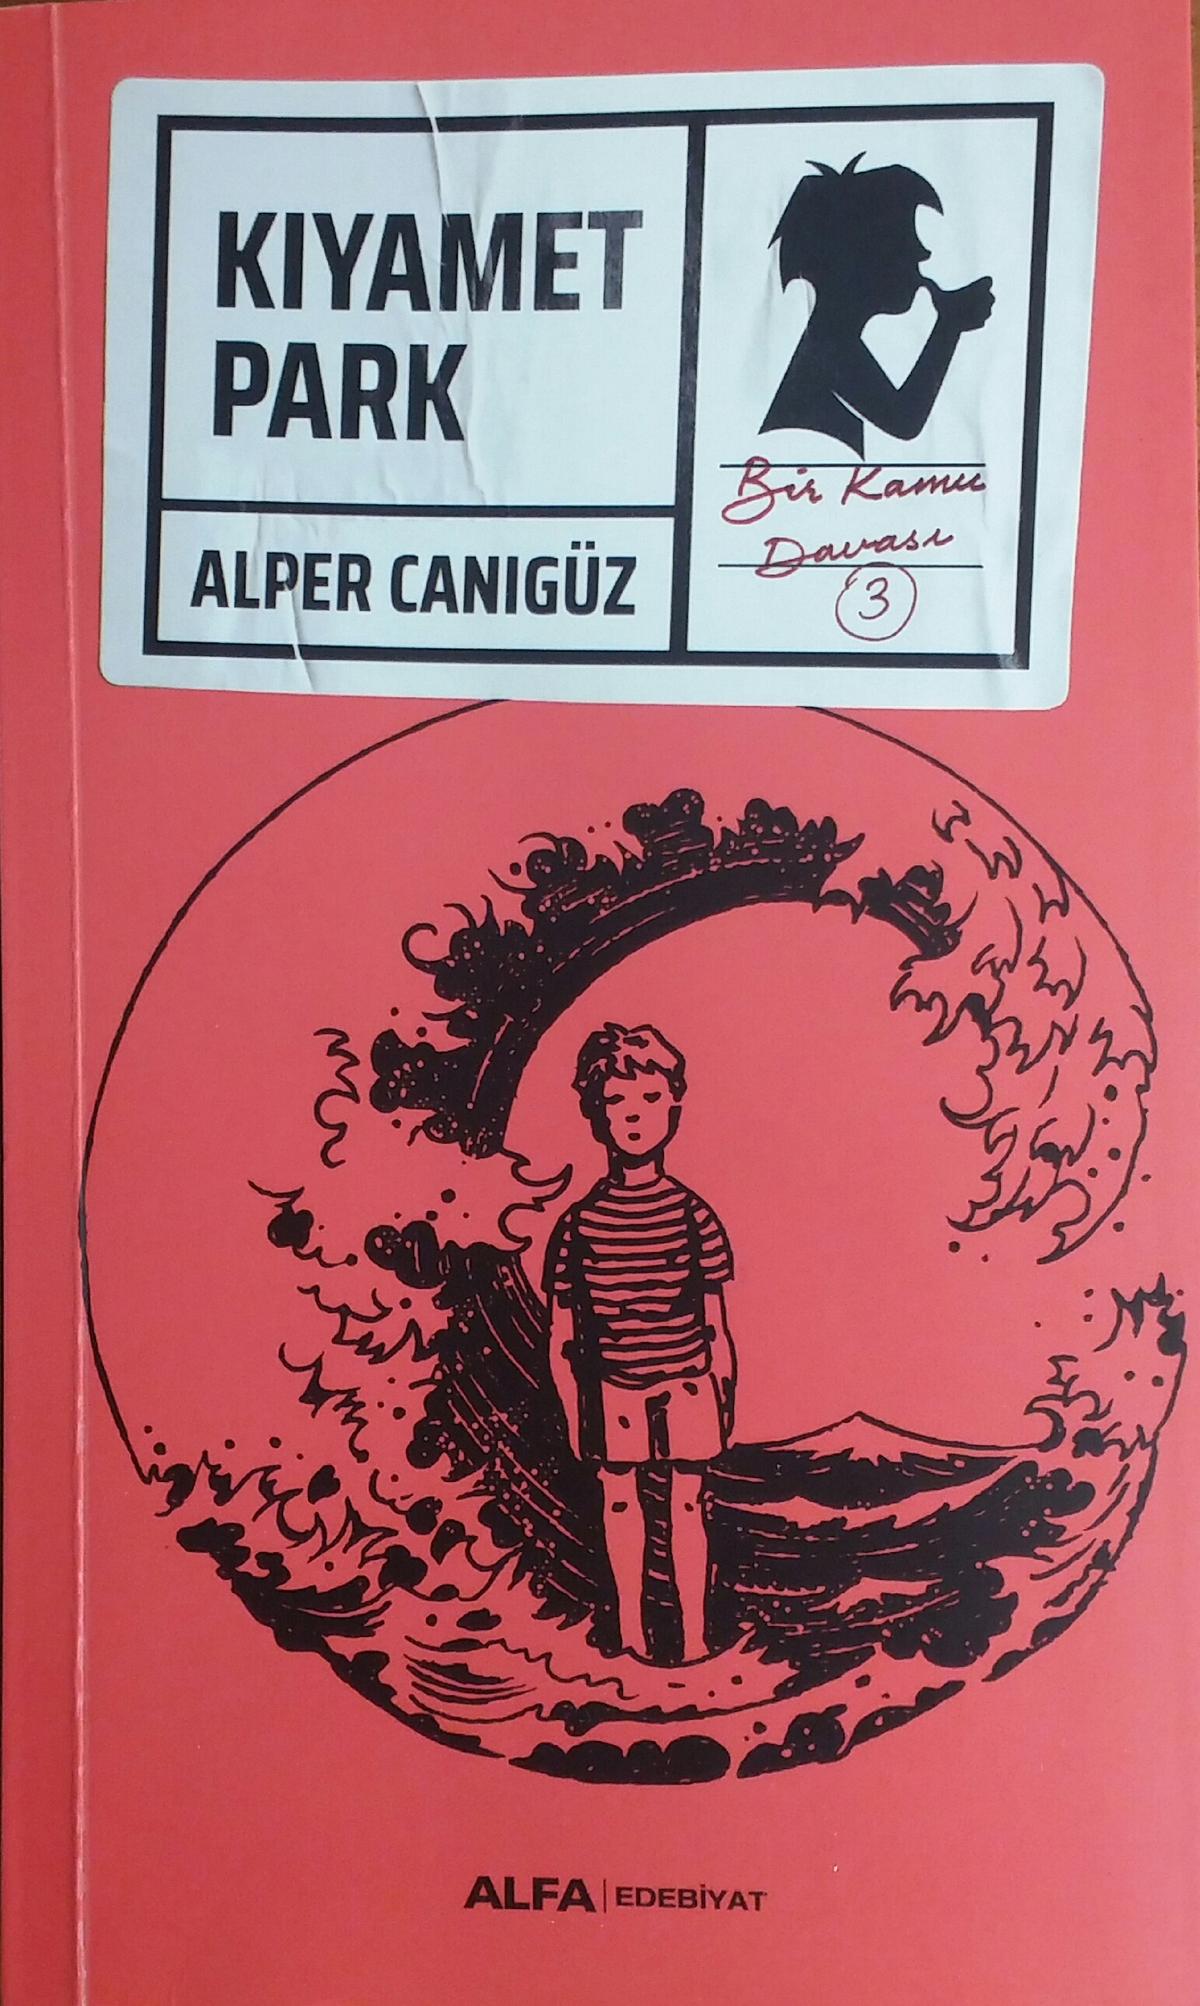 KIYAMET
PARK
ALPER CANIGÜZ
Bir Kamu
Davası
3
ALFA | EDEBİYAT